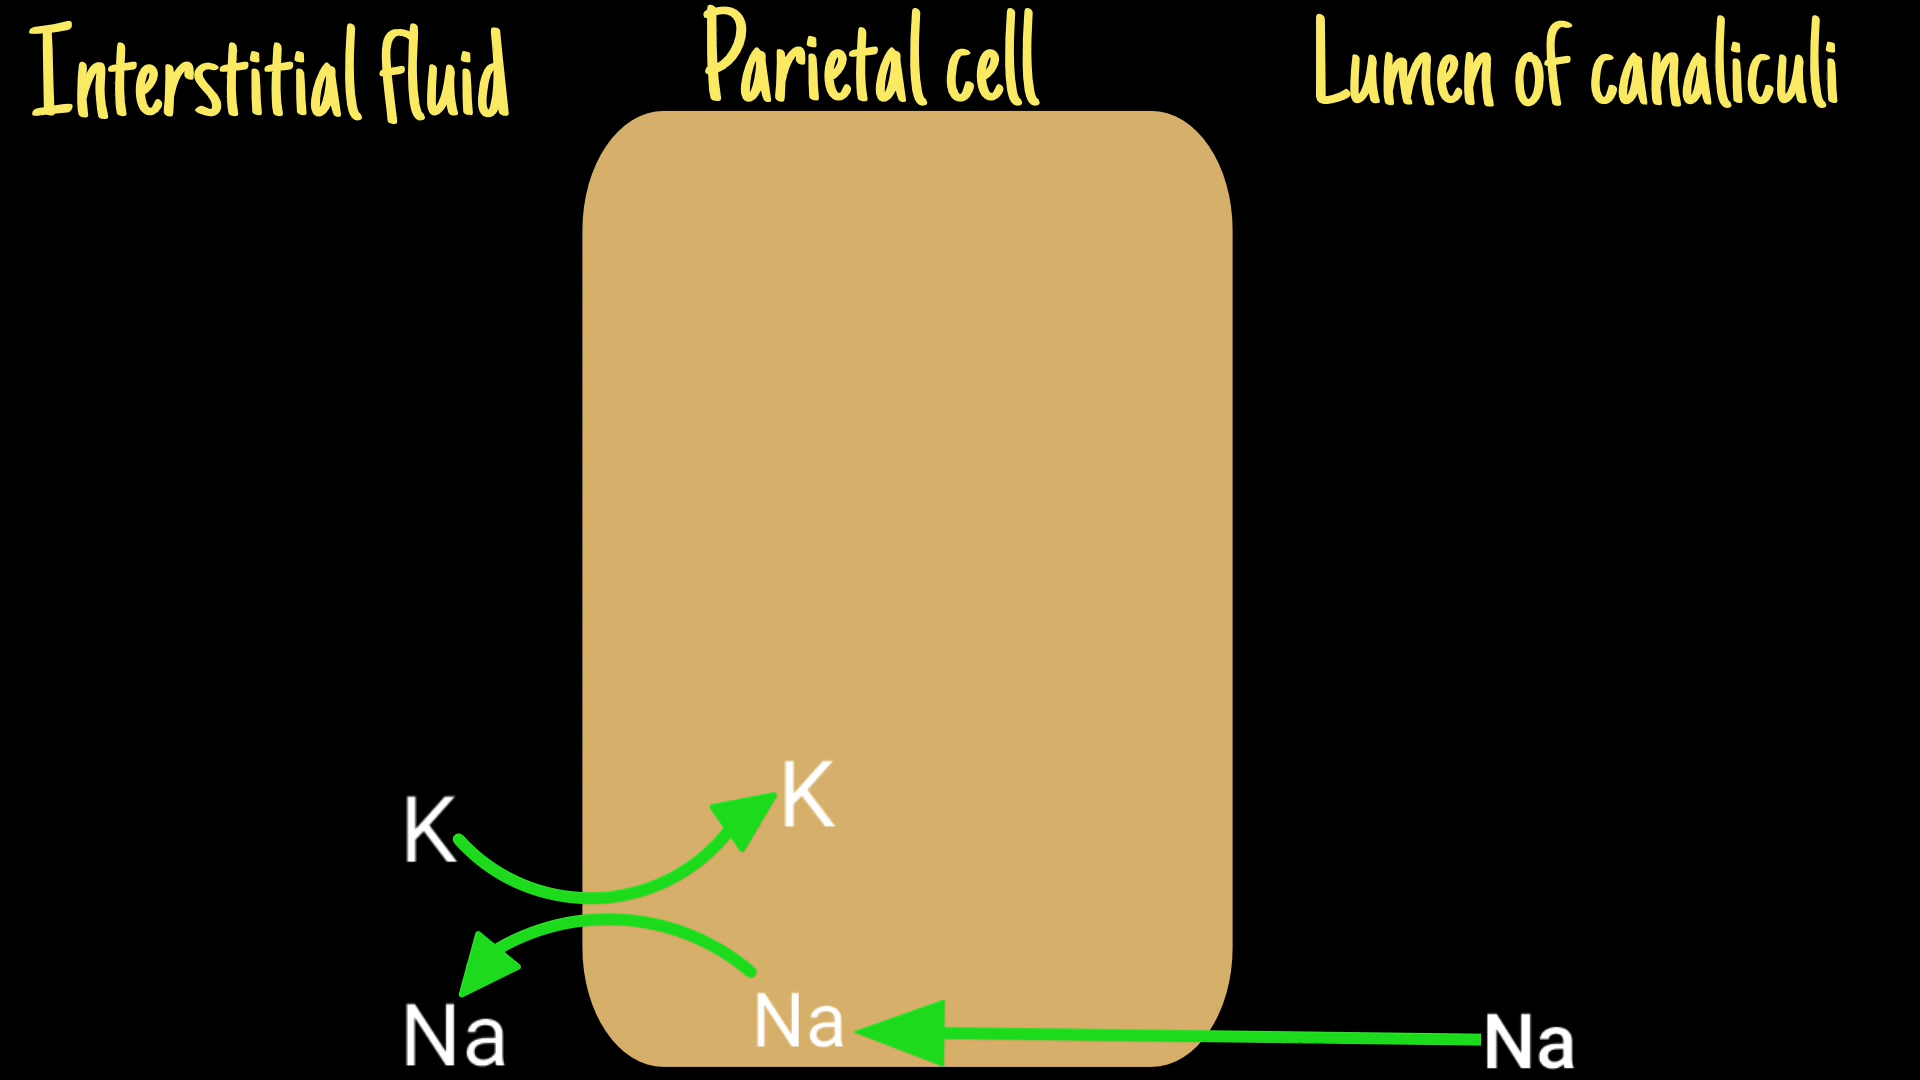 Interstitial fluid
Parietal cell
Lumen of canaliculi
K
K
Na
Na
Na